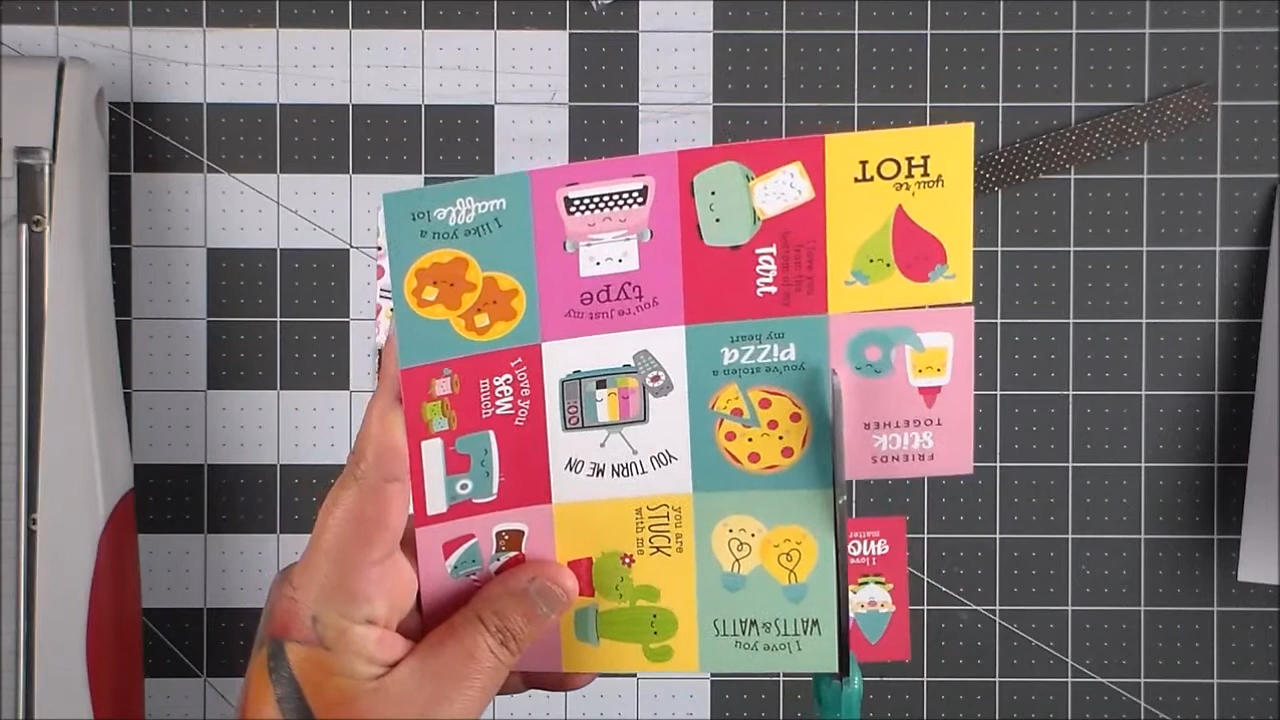 I like you a
waffle lot
you're just my
type
I love you
from the
bottom of my
Tart
you're
HOT
I love you
sew
much
YOU TURN ME ON
you've stolen a
pizza
my heart
FRIENDS
stick
TOGETHER
you are
STUCK
with me
I love you
WATTS & WATTS
I love
gno
matter